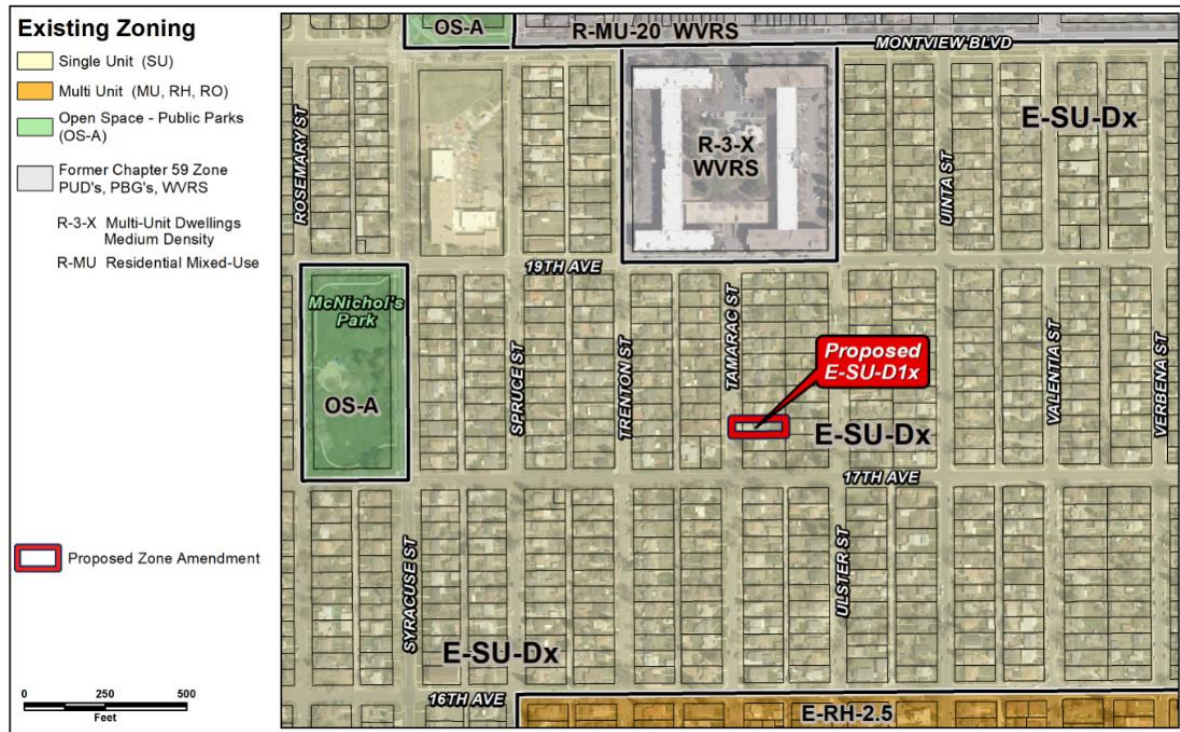 Existing Zoning
Single Unit (SU)
Multi Unit (MU, RH, RO)
Open Space - Public Parks
(OS-A)
Former Chapter 59 Zone
PUD's, PBG's, WVRS
R-3-X Multi-Unit Dwellings
Medium Density
R-MU Residential Mixed-Use
Proposed Zone Amendment
0 250 500
Feet
OS-A
R-MU-20 WVRS
MONTVIEW BLVD
ROSEMARY ST
R-3-X
WVRS
E-SU-Dx
UINTA ST
19TH AVE
McNichol's
Park
OS-A
SPRUCE ST
TRENTON ST
TAMARAC ST
Proposed
E-SU-D1x
E-SU-Dx
VALENTIA ST
VERBENA ST
17TH AVE
SYRACUSE ST
ULSTER ST
E-SU-Dx
16TH AVE
E-RH-2.5